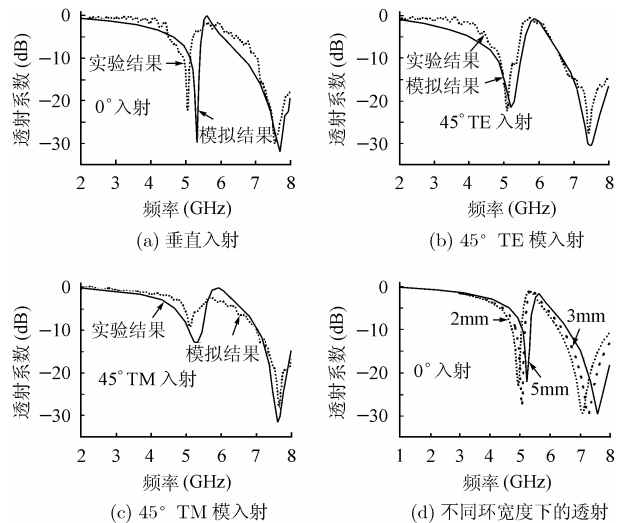 透射系数 (dB)
0
−10
−20
−30
实验结果
0°入射
模拟结果
2 3 4 5 6 7 8
频率 (GHz)
(a) 垂直入射
透射系数 (dB)
0
−10
−20
−30
实验结果
模拟结果
45°TE 入射
2 3 4 5 6 7 8
频率 (GHz)
(b) 45° TE 模入射
透射系数 (dB)
0
−10
−20
−30
实验结果
模拟结果
45°TM 入射
2 3 4 5 6 7 8
频率 (GHz)
(c) 45° TM 模入射
透射系数 (dB)
0
−10
−20
−30
2mm
3mm
0°入射
5mm
1 2 3 4 5 6 7 8
频率 (GHz)
(d) 不同环宽度下的透射